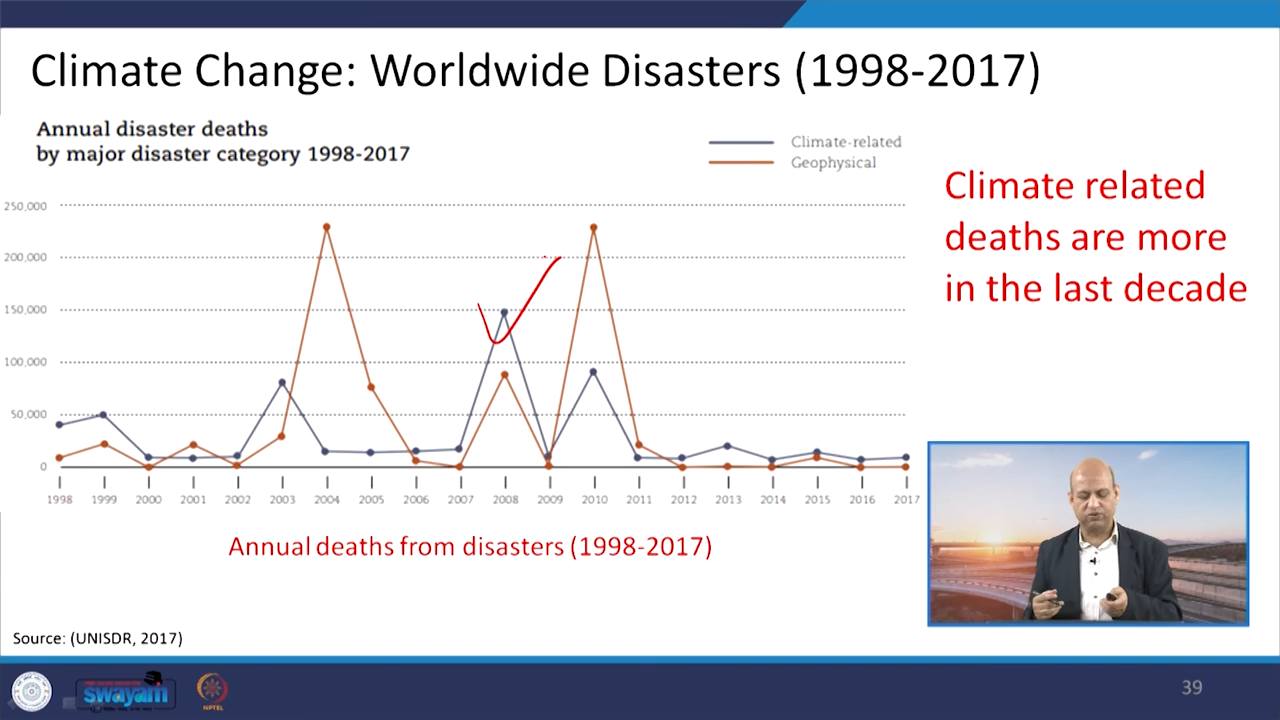 Climate Change: Worldwide Disasters (1998-2017)
Annual disaster deaths
by major disaster category 1998-2017
Climate-related
Geophysical
Climate related
deaths are more
in the last decade
250,000
200,000
150,000
100,000
50,000
0
1998 1999 2000 2001 2002 2003 2004 2005 2006 2007 2008 2009 2010 2011 2012 2013 2014 2015 2016 2017
Annual deaths from disasters (1998-2017)
Source: (UNISDR, 2017)
swayam
NPTEL
39